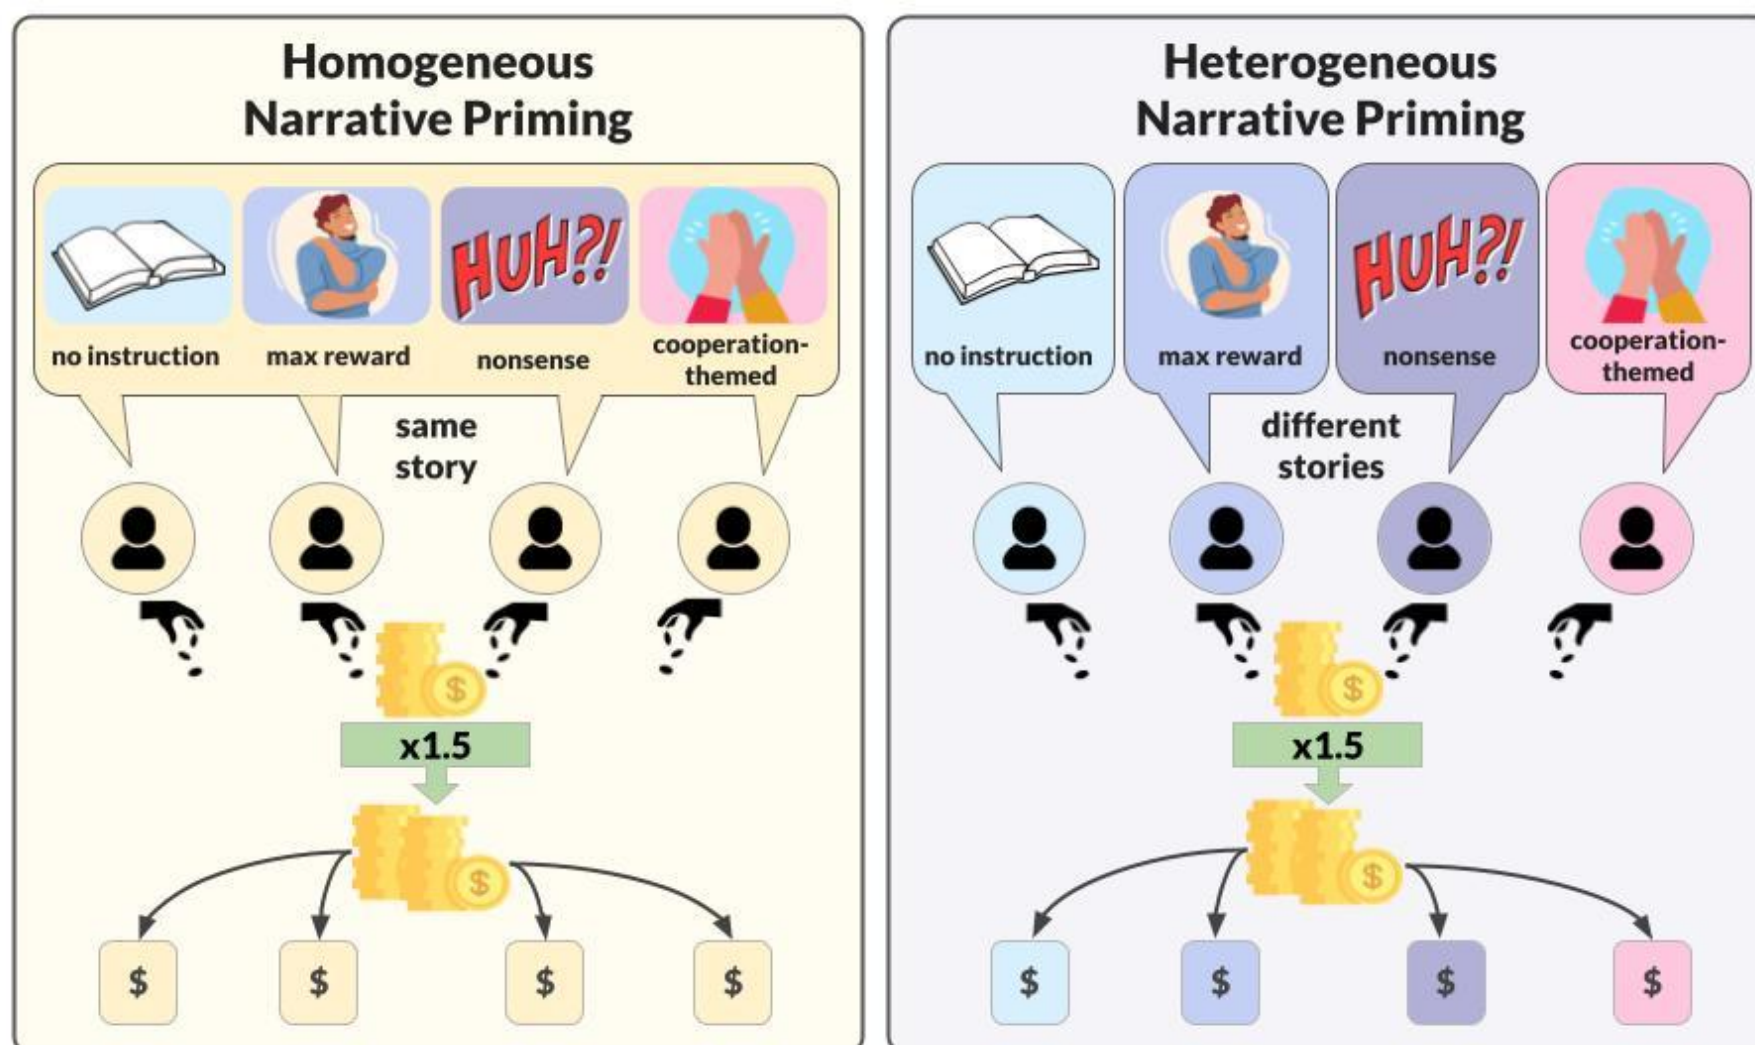 Homogeneous
Narrative Priming
HUH?!
no instruction
max reward
nonsense
cooperation-
themed
same
story
$
x1.5
$
$
$
$
$
Heterogeneous
Narrative Priming
HUH?!
no instruction
max reward
nonsense
cooperation-
themed
different
stories
$
x1.5
$
$
$
$
$